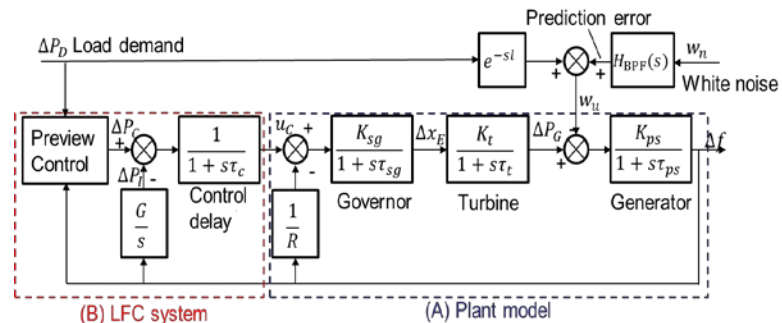 Prediction error
ΔP_D Load demand
e^{-sl}
H_BPF(s)
w_n
White noise
+
+
w_u
Preview
Control
ΔP_C
+
-
ΔP_I
1
1 + sτ_c
Control
delay
G
s
u_C
+
-
1
R
K_sg
1 + sτ_sg
Governor
Δx_E
K_t
1 + sτ_t
Turbine
ΔP_G
-
+
K_ps
1 + sτ_ps
Generator
Δf
(B) LFC system
(A) Plant model